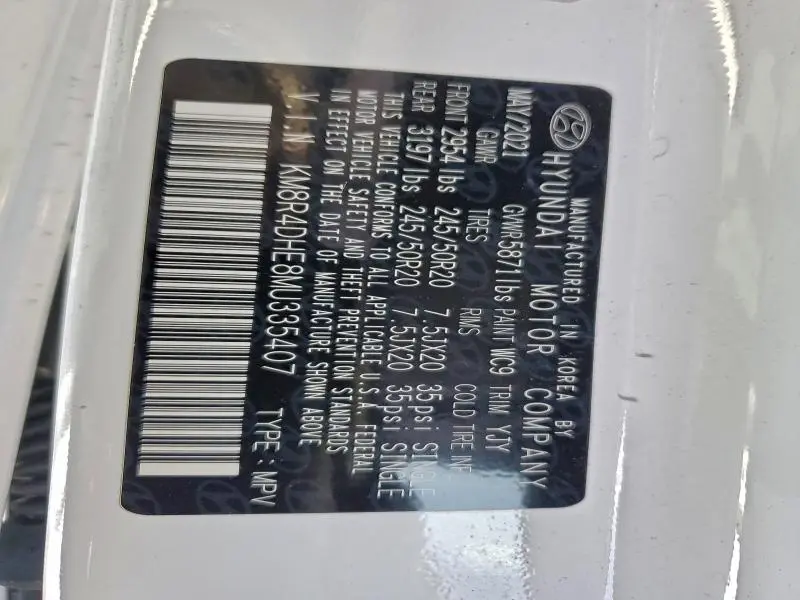 MANUFACTURED IN KOREA BY
HYUNDAI MOTOR COMPANY
MAY/2021 GVWR 5871lbs PAINT WC9 TRIM YJY
GAWR TIRES RIMS COLD TIRE INF.
FRONT 2954 lbs 245/50R20 7.5JX20 35psi SINGLE
REAR 3197 lbs 245/50R20 7.5JX20 35psi SINGLE
THIS VEHICLE CONFORMS TO ALL APPLICABLE U.S.A. FEDERAL
MOTOR VEHICLE SAFETY AND THEFT PREVENTION STANDARDS
IN EFFECT ON THE DATE OF MANUFACTURE SHOWN ABOVE
V.I.N. KM8R4DHE8MU335407 TYPE : MPV